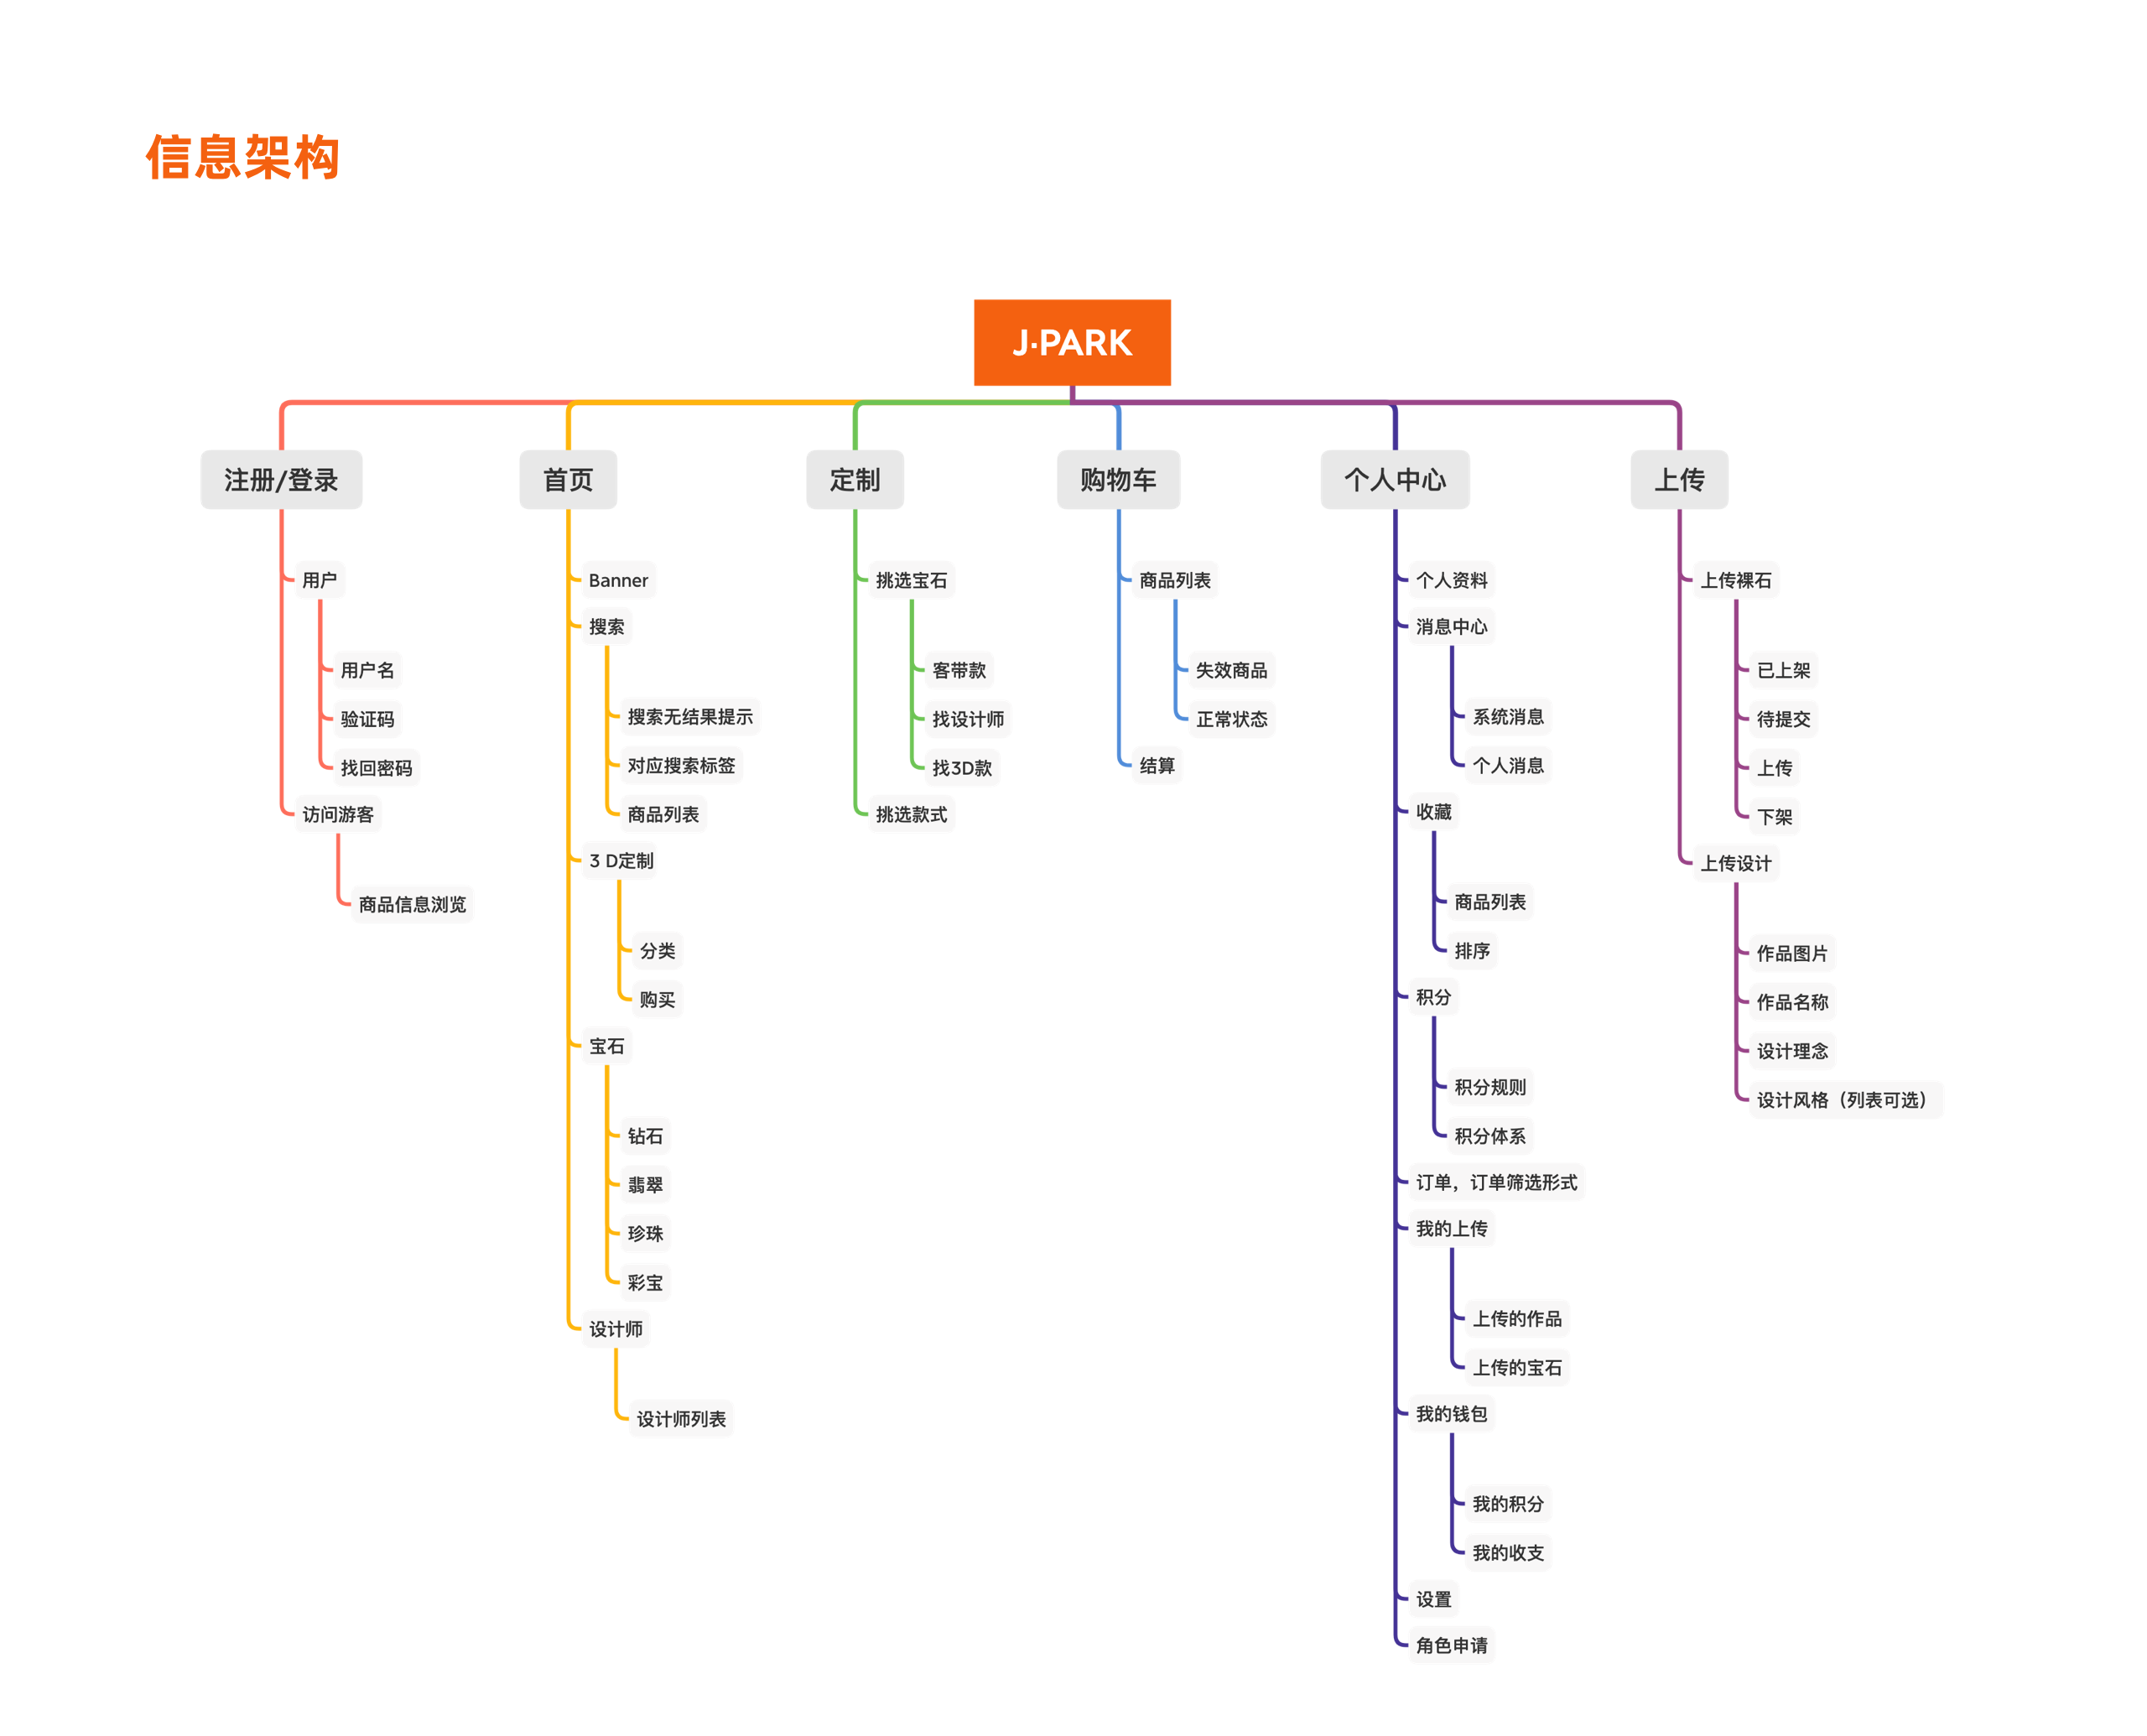 信息架构
J·PARK
注册/登录
用户
用户名
验证码
找回密码
访问游客
商品信息浏览
首页
Banner
搜索
搜索无结果提示
对应搜索标签
商品列表
3 D定制
分类
购买
宝石
钻石
翡翠
珍珠
彩宝
设计师
设计师列表
定制
挑选宝石
客带款
找设计师
找3D款
挑选款式
购物车
商品列表
失效商品
正常状态
结算
个人中心
个人资料
消息中心
系统消息
个人消息
收藏
商品列表
排序
积分
积分规则
积分体系
订单，订单筛选形式
我的上传
上传的作品
上传的宝石
我的钱包
我的积分
我的收支
设置
角色申请
上传
上传裸石
已上架
待提交
上传
下架
上传设计
作品图片
作品名称
设计理念
设计风格（列表可选）